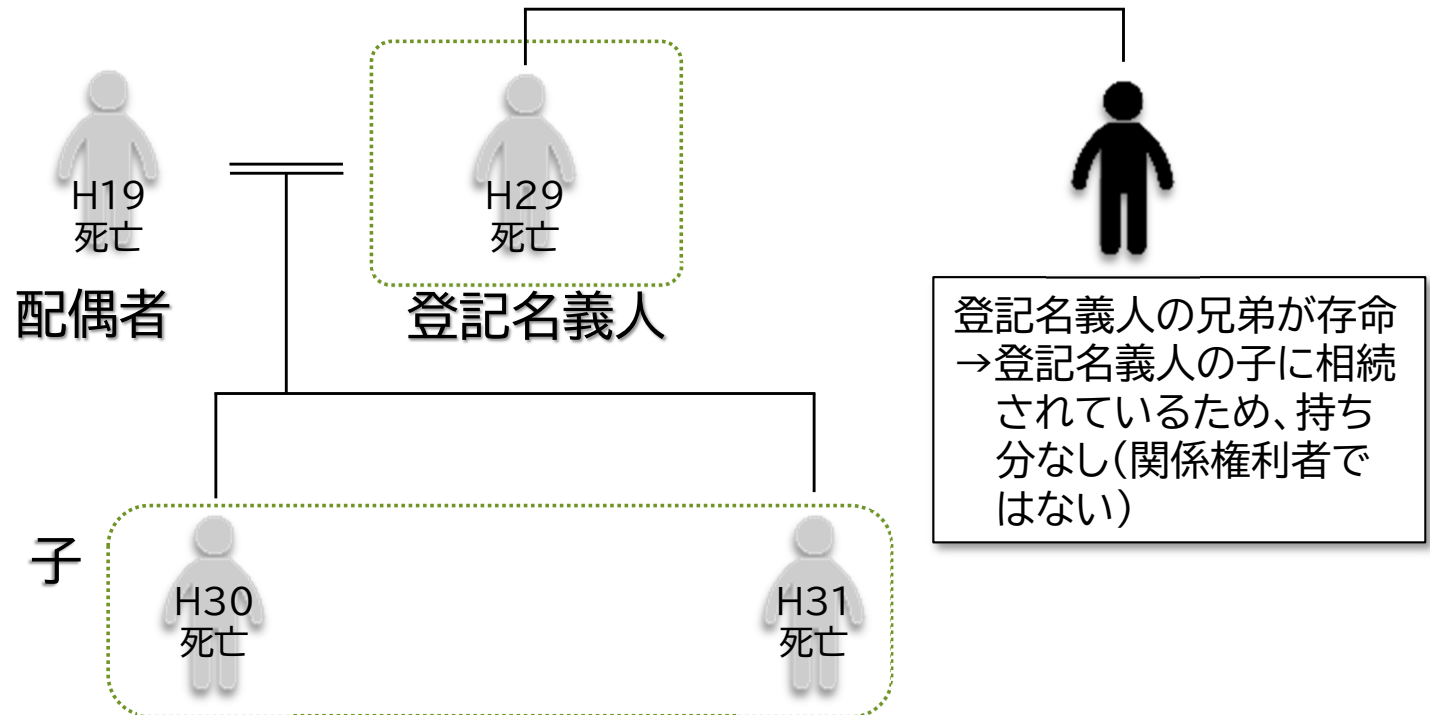 H19
死亡
配偶者
H29
死亡
登記名義人
登記名義人の兄弟が存命
→登記名義人の子に相続
されているため、持ち
分なし(関係権利者で
はない)
子
H30
死亡
H31
死亡